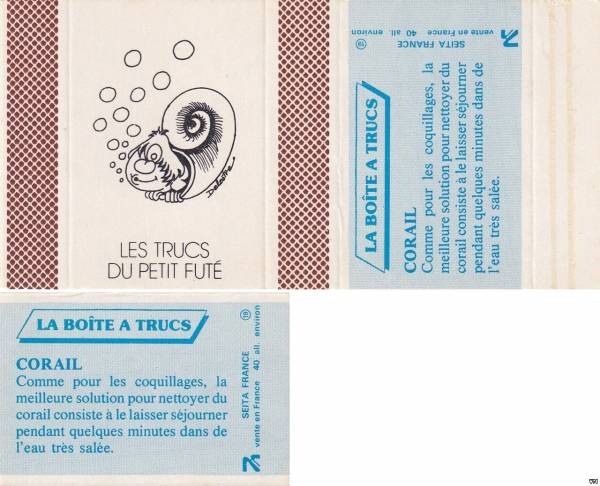 Delestre
LES TRUCS
DU PETIT FUTÉ
LA BOÎTE A TRUCS
CORAIL
Comme pour les coquillages, la
meilleure solution pour nettoyer du
corail consiste à le laisser séjourner
pendant quelques minutes dans de
l'eau très salée.
19
SEITA FRANCE
vente en France 40 all. environ
LA BOÎTE A TRUCS
CORAIL
Comme pour les coquillages, la
meilleure solution pour nettoyer du
corail consiste à le laisser séjourner
pendant quelques minutes dans de
l'eau très salée.
19
SEITA FRANCE
vente en France 40 all. environ